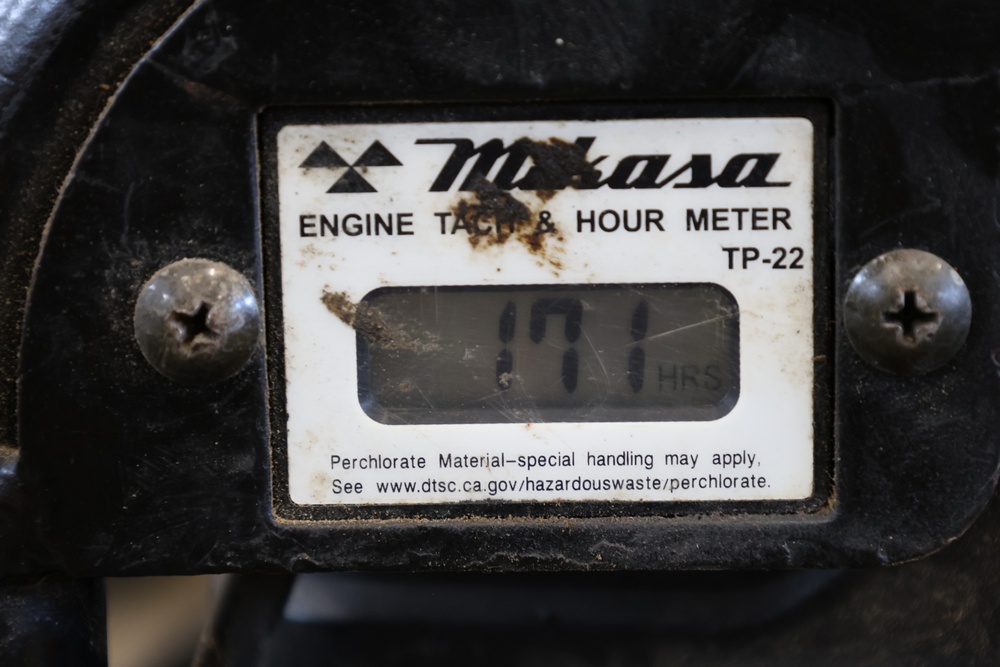 Mikasa
ENGINE TACH & HOUR METER
TP-22
171 HRS
Perchlorate Material-special handling may apply,
See www.dtsc.ca.gov/hazardouswaste/perchlorate.